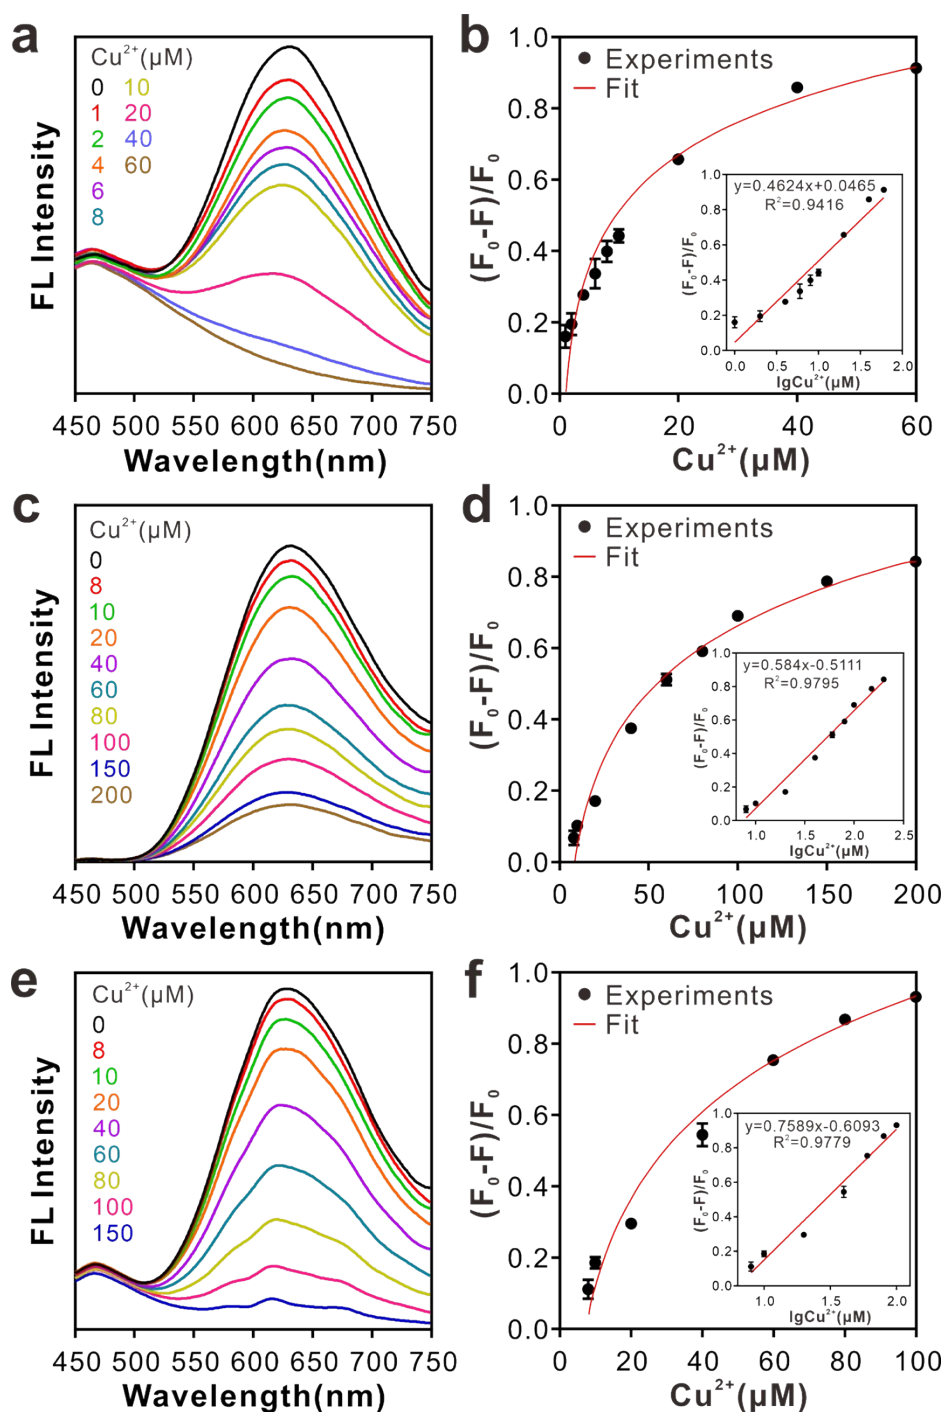 a
Cu²⁺(μM)
0 10
1 20
2 40
4 60
6
8
FL Intensity
450 500 550 600 650 700 750
Wavelength(nm)
b
1.0
0.8
0.6
0.4
0.2
0.0
(F₀-F)/F₀
Experiments
Fit
y=0.4624x+0.0465
R²=0.9416
1.0
0.8
0.6
0.4
0.2
0.0
(F₀-F)/F₀
0.0 0.5 1.0 1.5 2.0
lgCu²⁺(μM)
0 20 40 60
Cu²⁺(μM)
c
Cu²⁺(μM)
0
8
10
20
40
60
80
100
150
200
FL Intensity
450 500 550 600 650 700 750
Wavelength(nm)
d
1.0
0.8
0.6
0.4
0.2
0.0
(F₀-F)/F₀
Experiments
Fit
y=0.584x-0.5111
R²=0.9795
1.0
0.8
0.6
0.4
0.2
0.0
(F₀-F)/F₀
1.0 1.5 2.0 2.5
lgCu²⁺(μM)
0 50 100 150 200
Cu²⁺(μM)
e
Cu²⁺(μM)
0
8
10
20
40
60
80
100
150
FL Intensity
450 500 550 600 650 700 750
Wavelength(nm)
f
1.0
0.8
0.6
0.4
0.2
0.0
(F₀-F)/F₀
Experiments
Fit
y=0.7589x-0.6093
R²=0.9779
1.0
0.8
0.6
0.4
0.2
0.0
(F₀-F)/F₀
1.0 1.5 2.0
lgCu²⁺(μM)
0 20 40 60 80 100
Cu²⁺(μM)